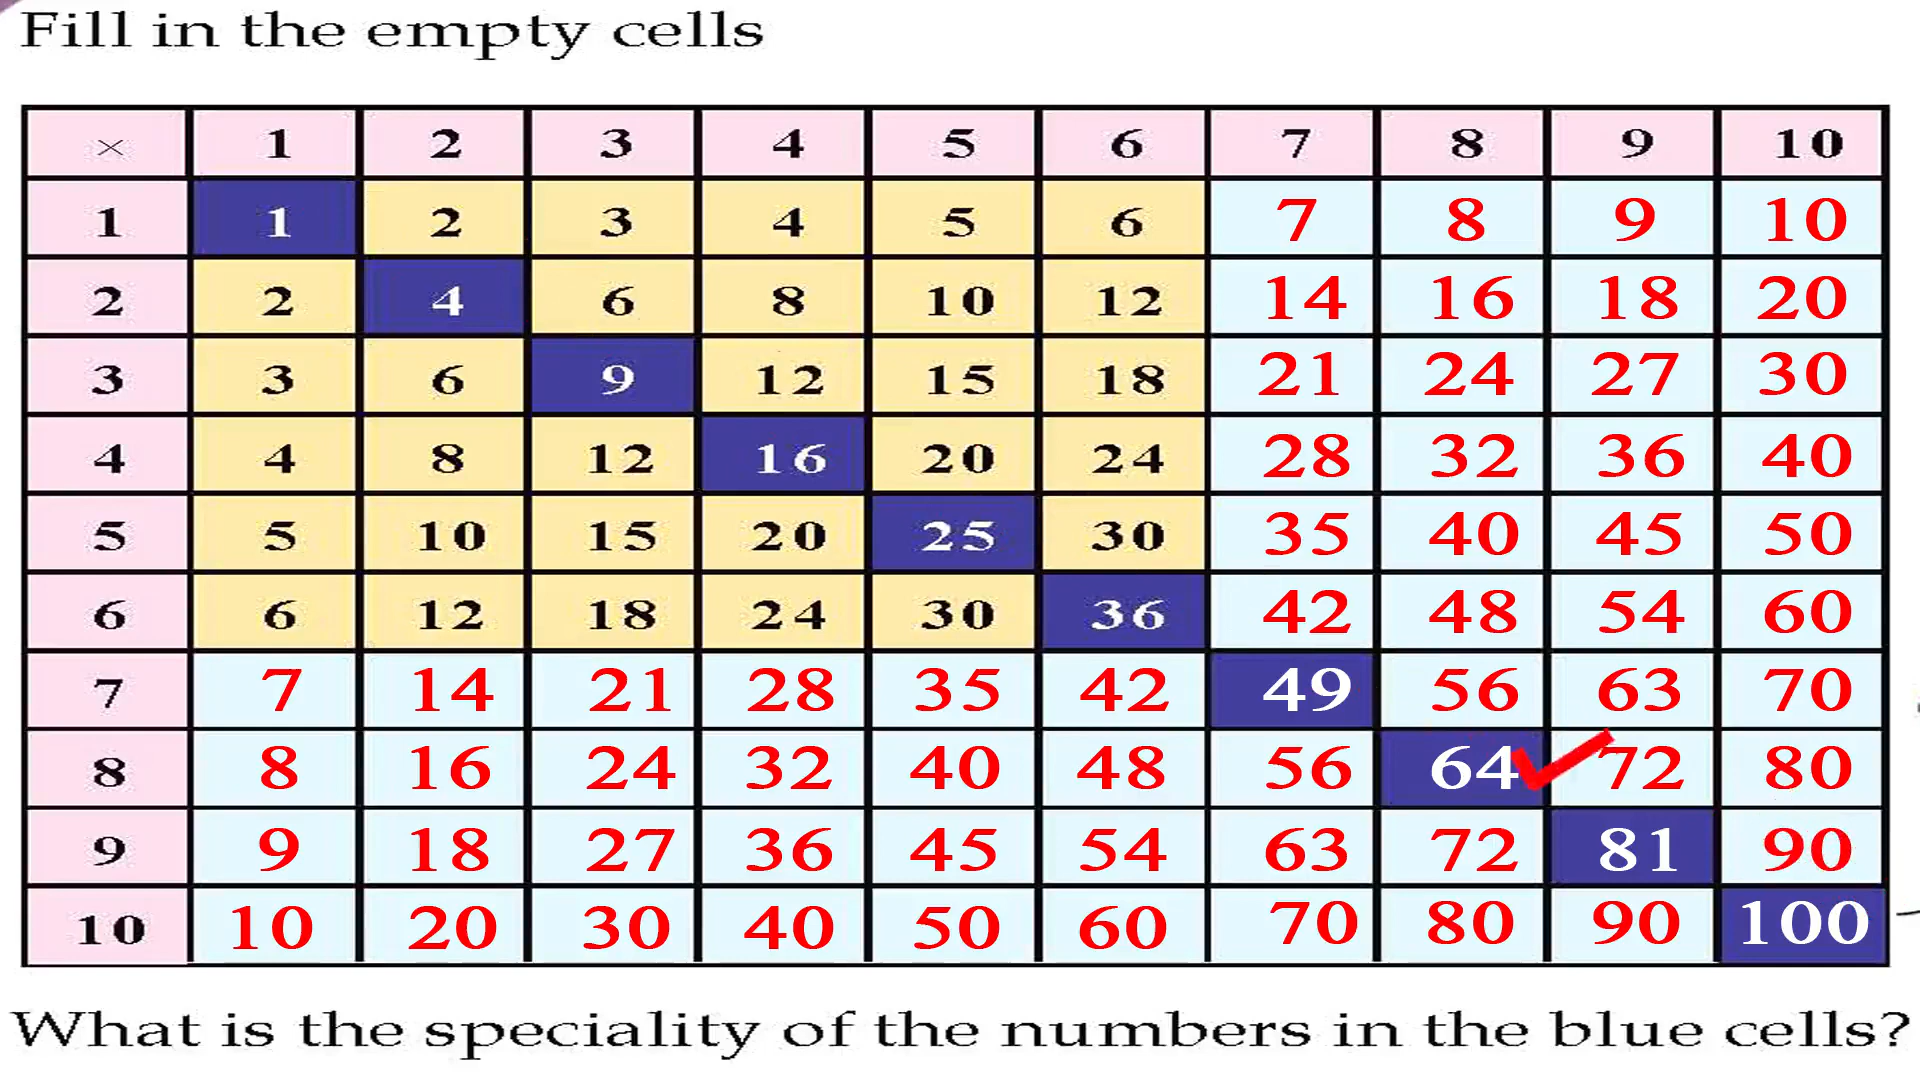 Fill in the empty cells
× 1 2 3 4 5 6 7 8 9 10
1 1 2 3 4 5 6 7 8 9 10
2 2 4 6 8 10 12 14 16 18 20
3 3 6 9 12 15 18 21 24 27 30
4 4 8 12 16 20 24 28 32 36 40
5 5 10 15 20 25 30 35 40 45 50
6 6 12 18 24 30 36 42 48 54 60
7 7 14 21 28 35 42 49 56 63 70
8 8 16 24 32 40 48 56 64 72 80
9 9 18 27 36 45 54 63 72 81 90
10 10 20 30 40 50 60 70 80 90 100
What is the speciality of the numbers in the blue cells?